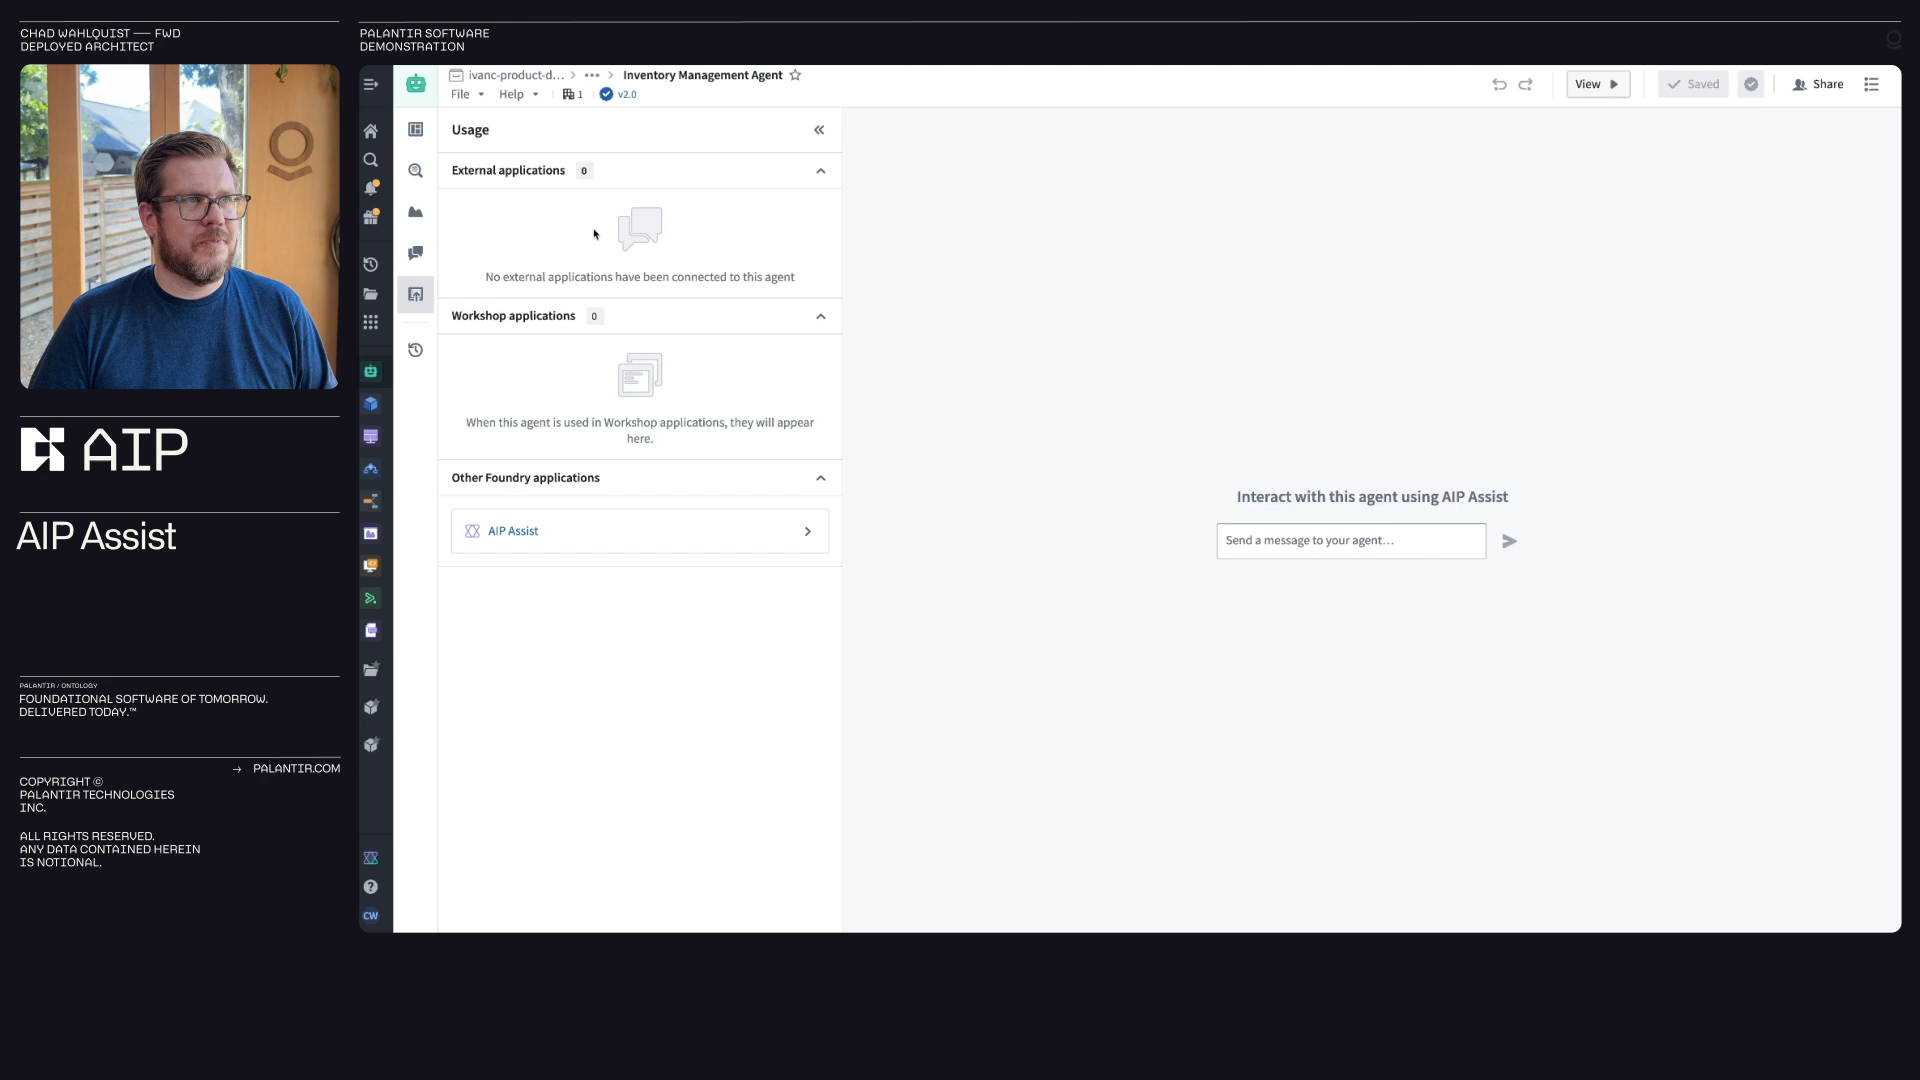 CHAD WAHLQUIST — FWD
DEPLOYED ARCHITECT
PALANTIR SOFTWARE
DEMONSTRATION
ivanc-product-d... > ••• > Inventory Management Agent
File Help 1 v2.0
View
Saved
Share
Usage
External applications 0
No external applications have been connected to this agent
Workshop applications 0
When this agent is used in Workshop applications, they will appear
here.
Other Foundry applications
AIP Assist
Interact with this agent using AIP Assist
Send a message to your agent...
CW
AIP
AIP Assist
PALANTIR / ONTOLOGY
FOUNDATIONAL SOFTWARE OF TOMORROW.
DELIVERED TODAY.™
→ PALANTIR.COM
COPYRIGHT ©
PALANTIR TECHNOLOGIES
INC.
ALL RIGHTS RESERVED.
ANY DATA CONTAINED HEREIN
IS NOTIONAL.